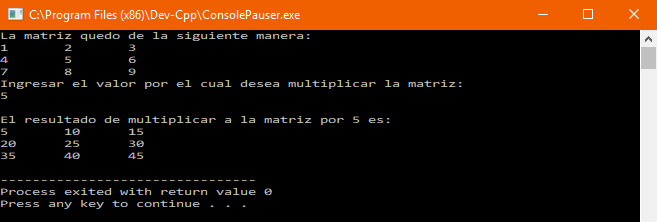 C:\Program Files (x86)\Dev-Cpp\ConsolePauser.exe
La matriz quedo de la siguiente manera:
1 2 3
4 5 6
7 8 9
Ingresar el valor por el cual desea multiplicar la matriz:
5
El resultado de multiplicar a la matriz por 5 es:
5 10 15
20 25 30
35 40 45
--------------------------------
Process exited with return value 0
Press any key to continue . . .